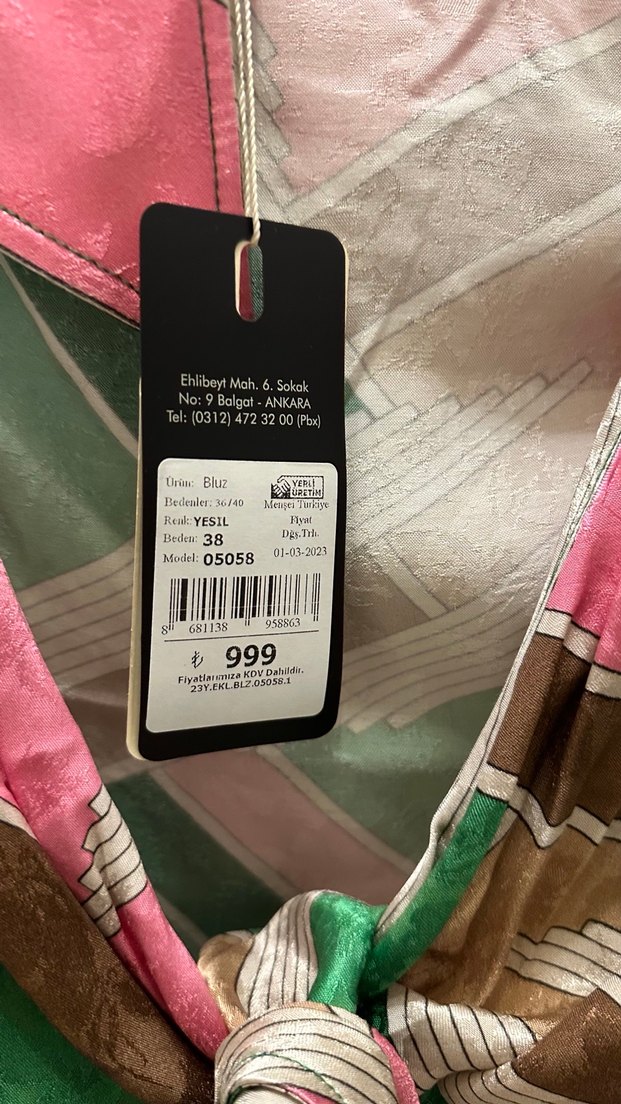 Ehlibeyt Mah. 6. Sokak
No: 9 Balgat - ANKARA
Tel: (0312) 472 32 00 (Pbx)
Ürün: Bluz
YERLİ ÜRETİM
Bedenler: 36/40
Menşei Türkiye
Renk: YESIL
Fiyat
Beden: 38
Dğş.Trh.
Model: 05058
01-03-2023
8 681138 958863
₺ 999
Fiyatlarımıza KDV Dahildir.
23Y.EKL.BLZ.05058.1